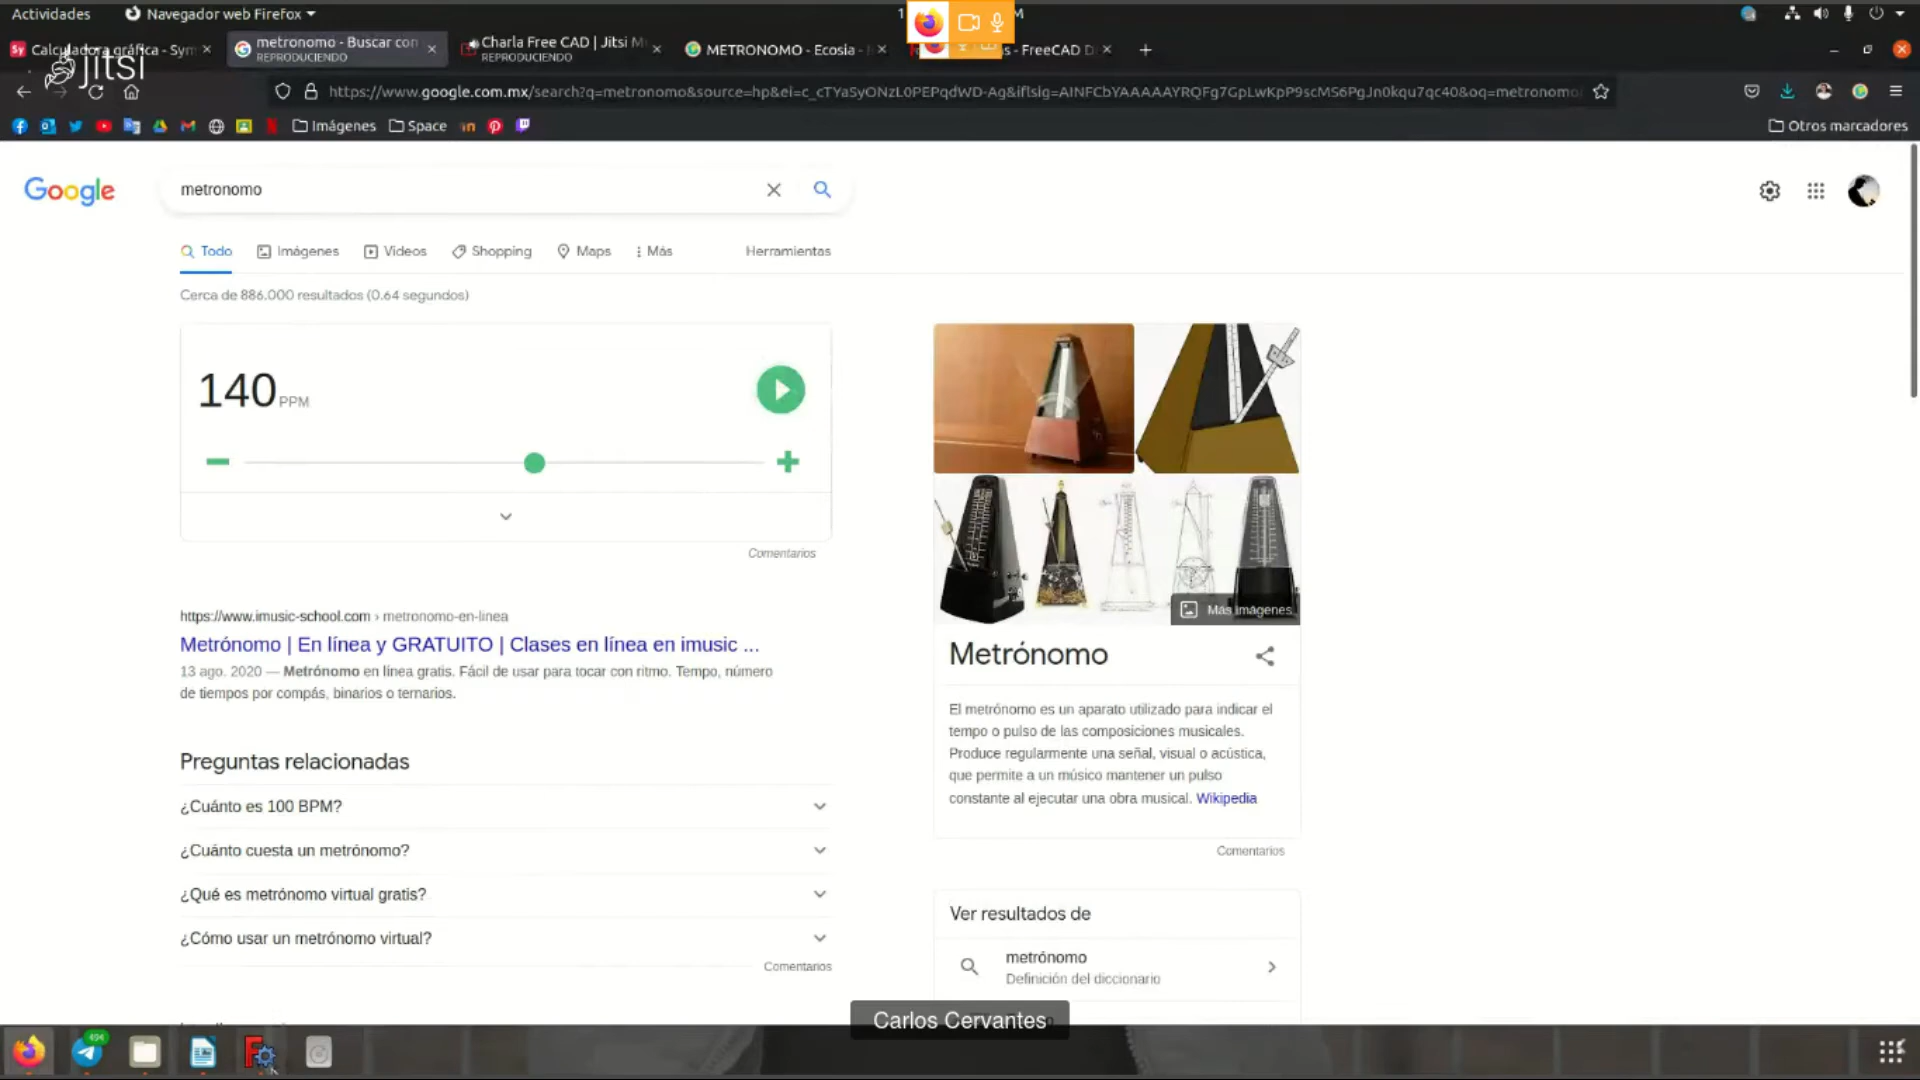 Actividades
Navegador web Firefox
Calculadora gráfica - Sym
metronomo - Buscar con
REPRODUCIENDO
Charla Free CAD | Jitsi M
REPRODUCIENDO
METRONOMO - Ecosia -
- FreeCAD D
Jitsi
https://www.google.com.mx/search?q=metronomo&source=hp&ei=c_cTYaSyONzL0PEPqdWD-Ag&iflsig=AINFCbYAAAAAYRQFg7GpLwKpP9scMS6PgJn0kqu7qc40&oq=metronomo
Imágenes
Space
Otros marcadores
Google
metronomo
Todo
Imágenes
Videos
Shopping
Maps
Más
Herramientas
Cerca de 886.000 resultados (0.64 segundos)
140 PPM
Comentarios
https://www.imusic-school.com › metronomo-en-linea
Metrónomo | En línea y GRATUITO | Clases en línea en imusic ...
13 ago. 2020 — Metrónomo en línea gratis. Fácil de usar para tocar con ritmo. Tempo, número
de tiempos por compás, binarios o ternarios.
Preguntas relacionadas
¿Cuánto es 100 BPM?
¿Cuánto cuesta un metrónomo?
¿Qué es metrónomo virtual gratis?
¿Cómo usar un metrónomo virtual?
Comentarios
Más imágenes
Metrónomo
El metrónomo es un aparato utilizado para indicar el
tempo o pulso de las composiciones musicales.
Produce regularmente una señal, visual o acústica,
que permite a un músico mantener un pulso
constante al ejecutar una obra musical. Wikipedia
Comentarios
Ver resultados de
metrónomo
Definición del diccionario
Carlos Cervantes
494